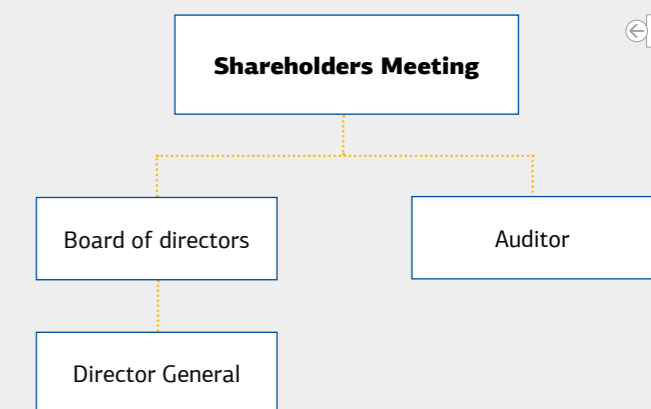 Shareholders Meeting
Board of directors
Auditor
Director General